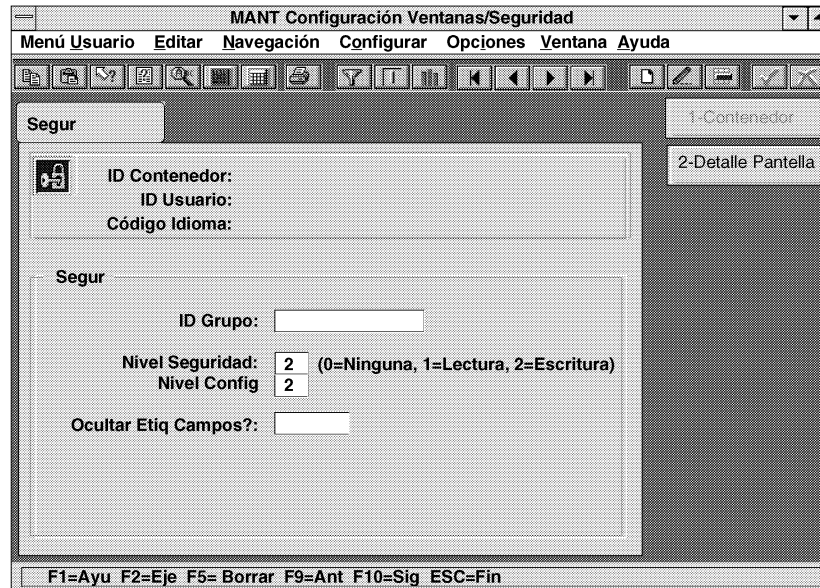 MANT Configuración Ventanas/Seguridad
Menú Usuario Editar Navegación Configurar Opciones Ventana Ayuda
Segur
1-Contenedor
2-Detalle Pantella
ID Contenedor:
ID Usuario:
Código Idioma:
Segur
ID Grupo:
Nivel Seguridad: 2 (0=Ninguna, 1=Lectura, 2=Escritura)
Nivel Config 2
Ocultar Etiq Campos?:
F1=Ayu F2=Eje F5= Borrar F9=Ant F10=Sig ESC=Fin